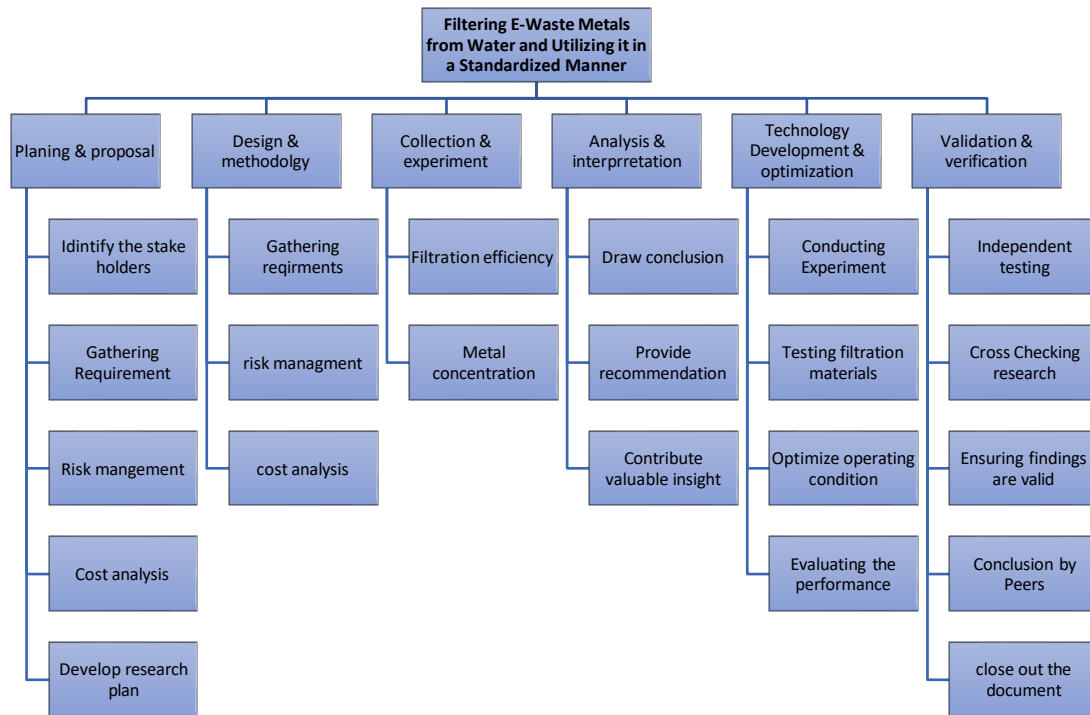 Filtering E-Waste Metals
from Water and Utilizing it in
a Standardized Manner
Planing & proposal
Idintify the stake
holders
Gathering
Requirement
Risk mangement
Cost analysis
Develop research
plan
Design &
methodolgy
Gathering
reqirments
risk managment
cost analysis
Collection &
experiment
Filtration efficiency
Metal
concentration
Analysis &
interprretation
Draw conclusion
Provide
recommendation
Contribute
valuable insight
Technology
Development &
optimization
Conducting
Experiment
Testing filtration
materials
Optimize operating
condition
Evaluating the
performance
Validation &
verification
Independent
testing
Cross Checking
research
Ensuring findings
are valid
Conclusion by
Peers
close out the
document